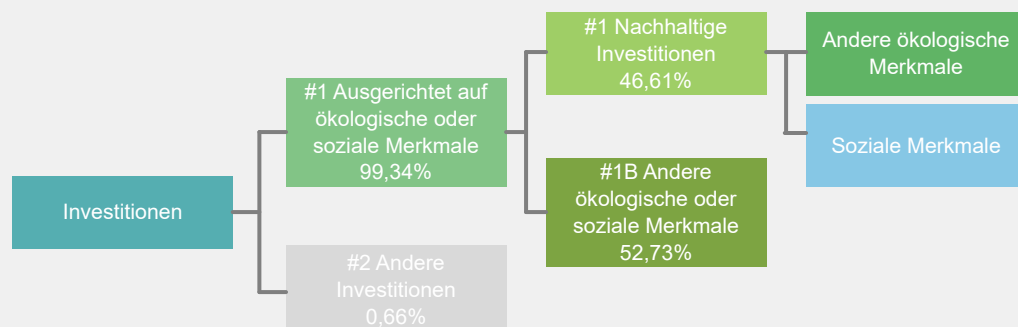 Investitionen
#1 Ausgerichtet auf
ökologische oder
soziale Merkmale
99,34%
#2 Andere
Investitionen
0,66%
#1 Nachhaltige
Investitionen
46,61%
#1B Andere
ökologische oder
soziale Merkmale
52,73%
Andere ökologische
Merkmale
Soziale Merkmale